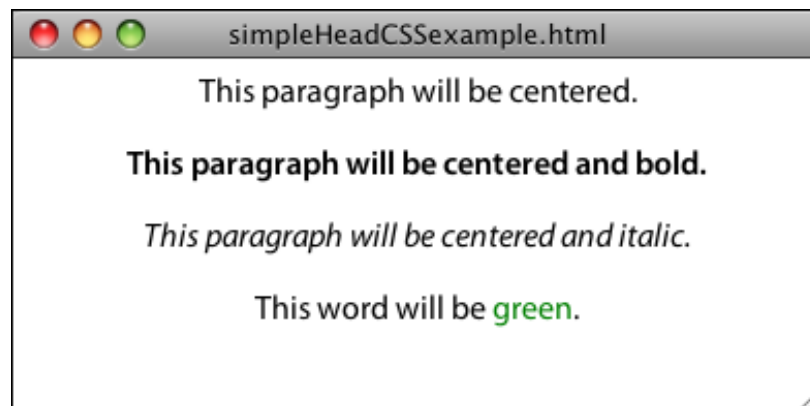 simpleHeadCSSexample.html
This paragraph will be centered.
This paragraph will be centered and bold.
This paragraph will be centered and italic.
This word will be green.